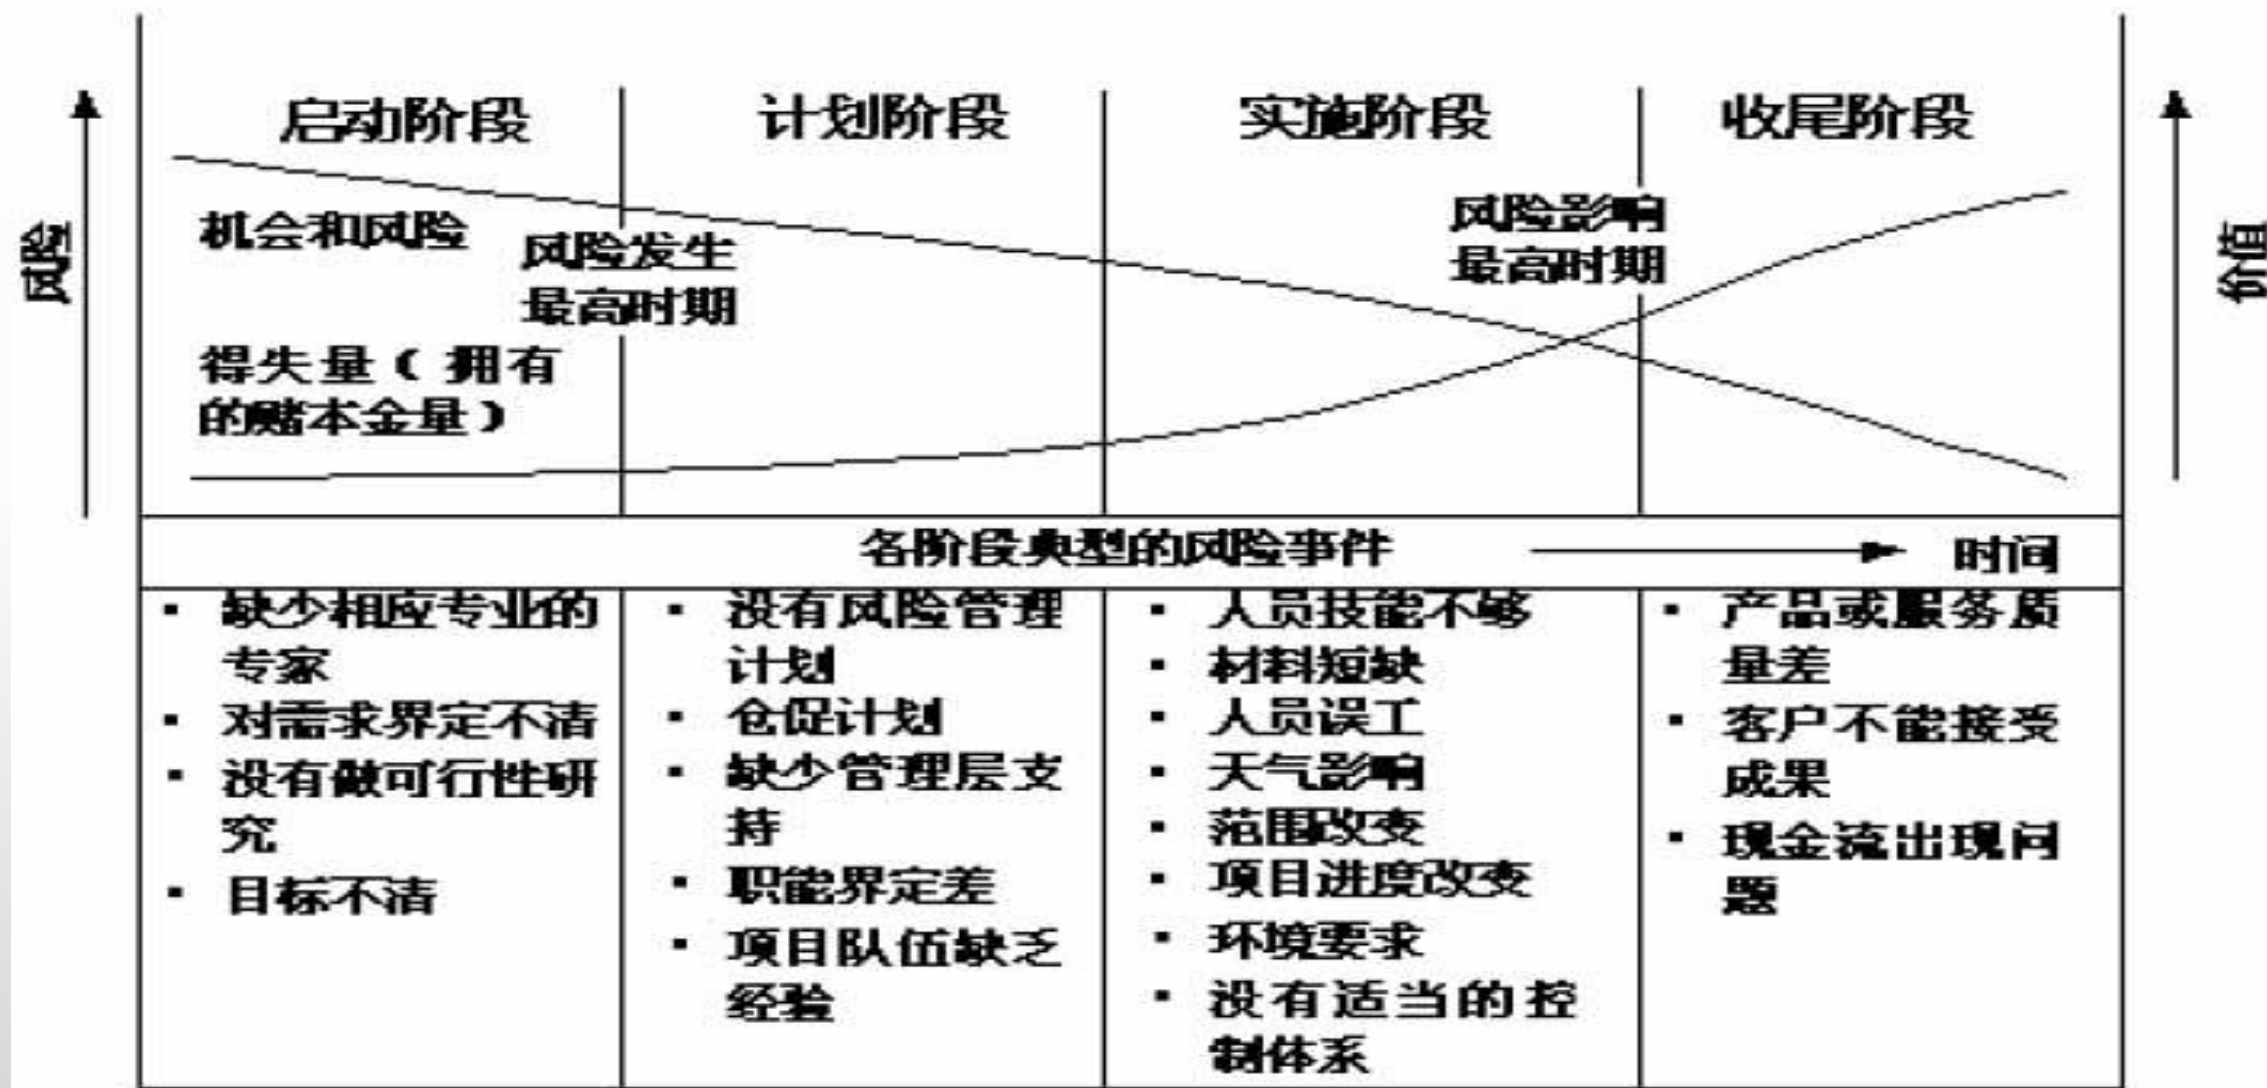 启动阶段
计划阶段
实施阶段
收尾阶段
风险
价值
机会和风险
风险发生
最高时期
得失量（拥有
的赌本金量）
风险影响
最高时期
各阶段典型的风险事件
时间
▪ 缺少相应专业的
专家
▪ 对需求界定不清
▪ 没有做可行性研
究
▪ 目标不清
▪ 没有风险管理
计划
▪ 仓促计划
▪ 缺少管理层支
持
▪ 职能界定差
▪ 项目队伍缺乏
经验
▪ 人员技能不够
▪ 材料短缺
▪ 人员误工
▪ 天气影响
▪ 范围改变
▪ 项目进度改变
▪ 环境要求
▪ 没有适当的控
制体系
▪ 产品或服务质
量差
▪ 客户不能接受
成果
▪ 现金流出现问
题